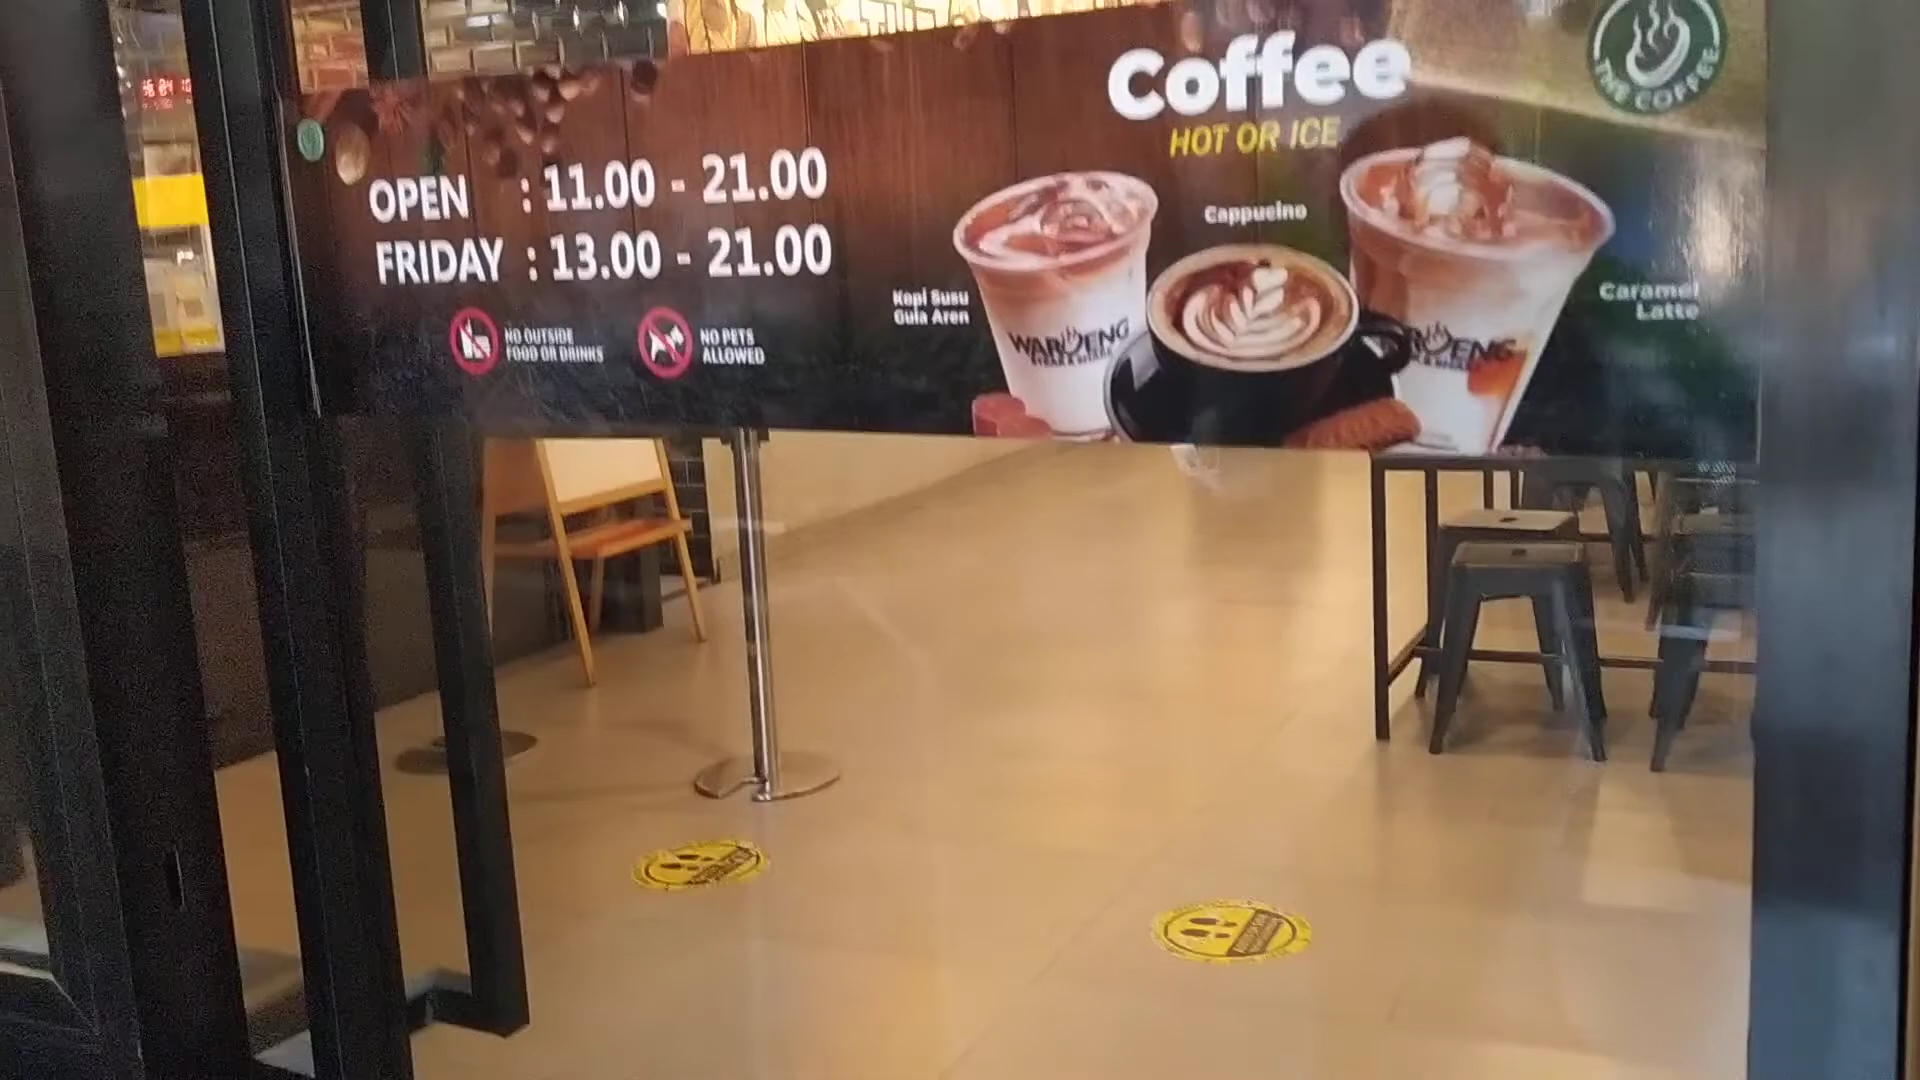 Coffee
HOT OR ICE
THE COFFEE
OPEN : 11.00 - 21.00
FRIDAY : 13.00 - 21.00
NO OUTSIDE
FOOD OR DRINKS
NO PETS
ALLOWED
Cappucino
Kopi Susu
Gula Aren
Caramel
Latte